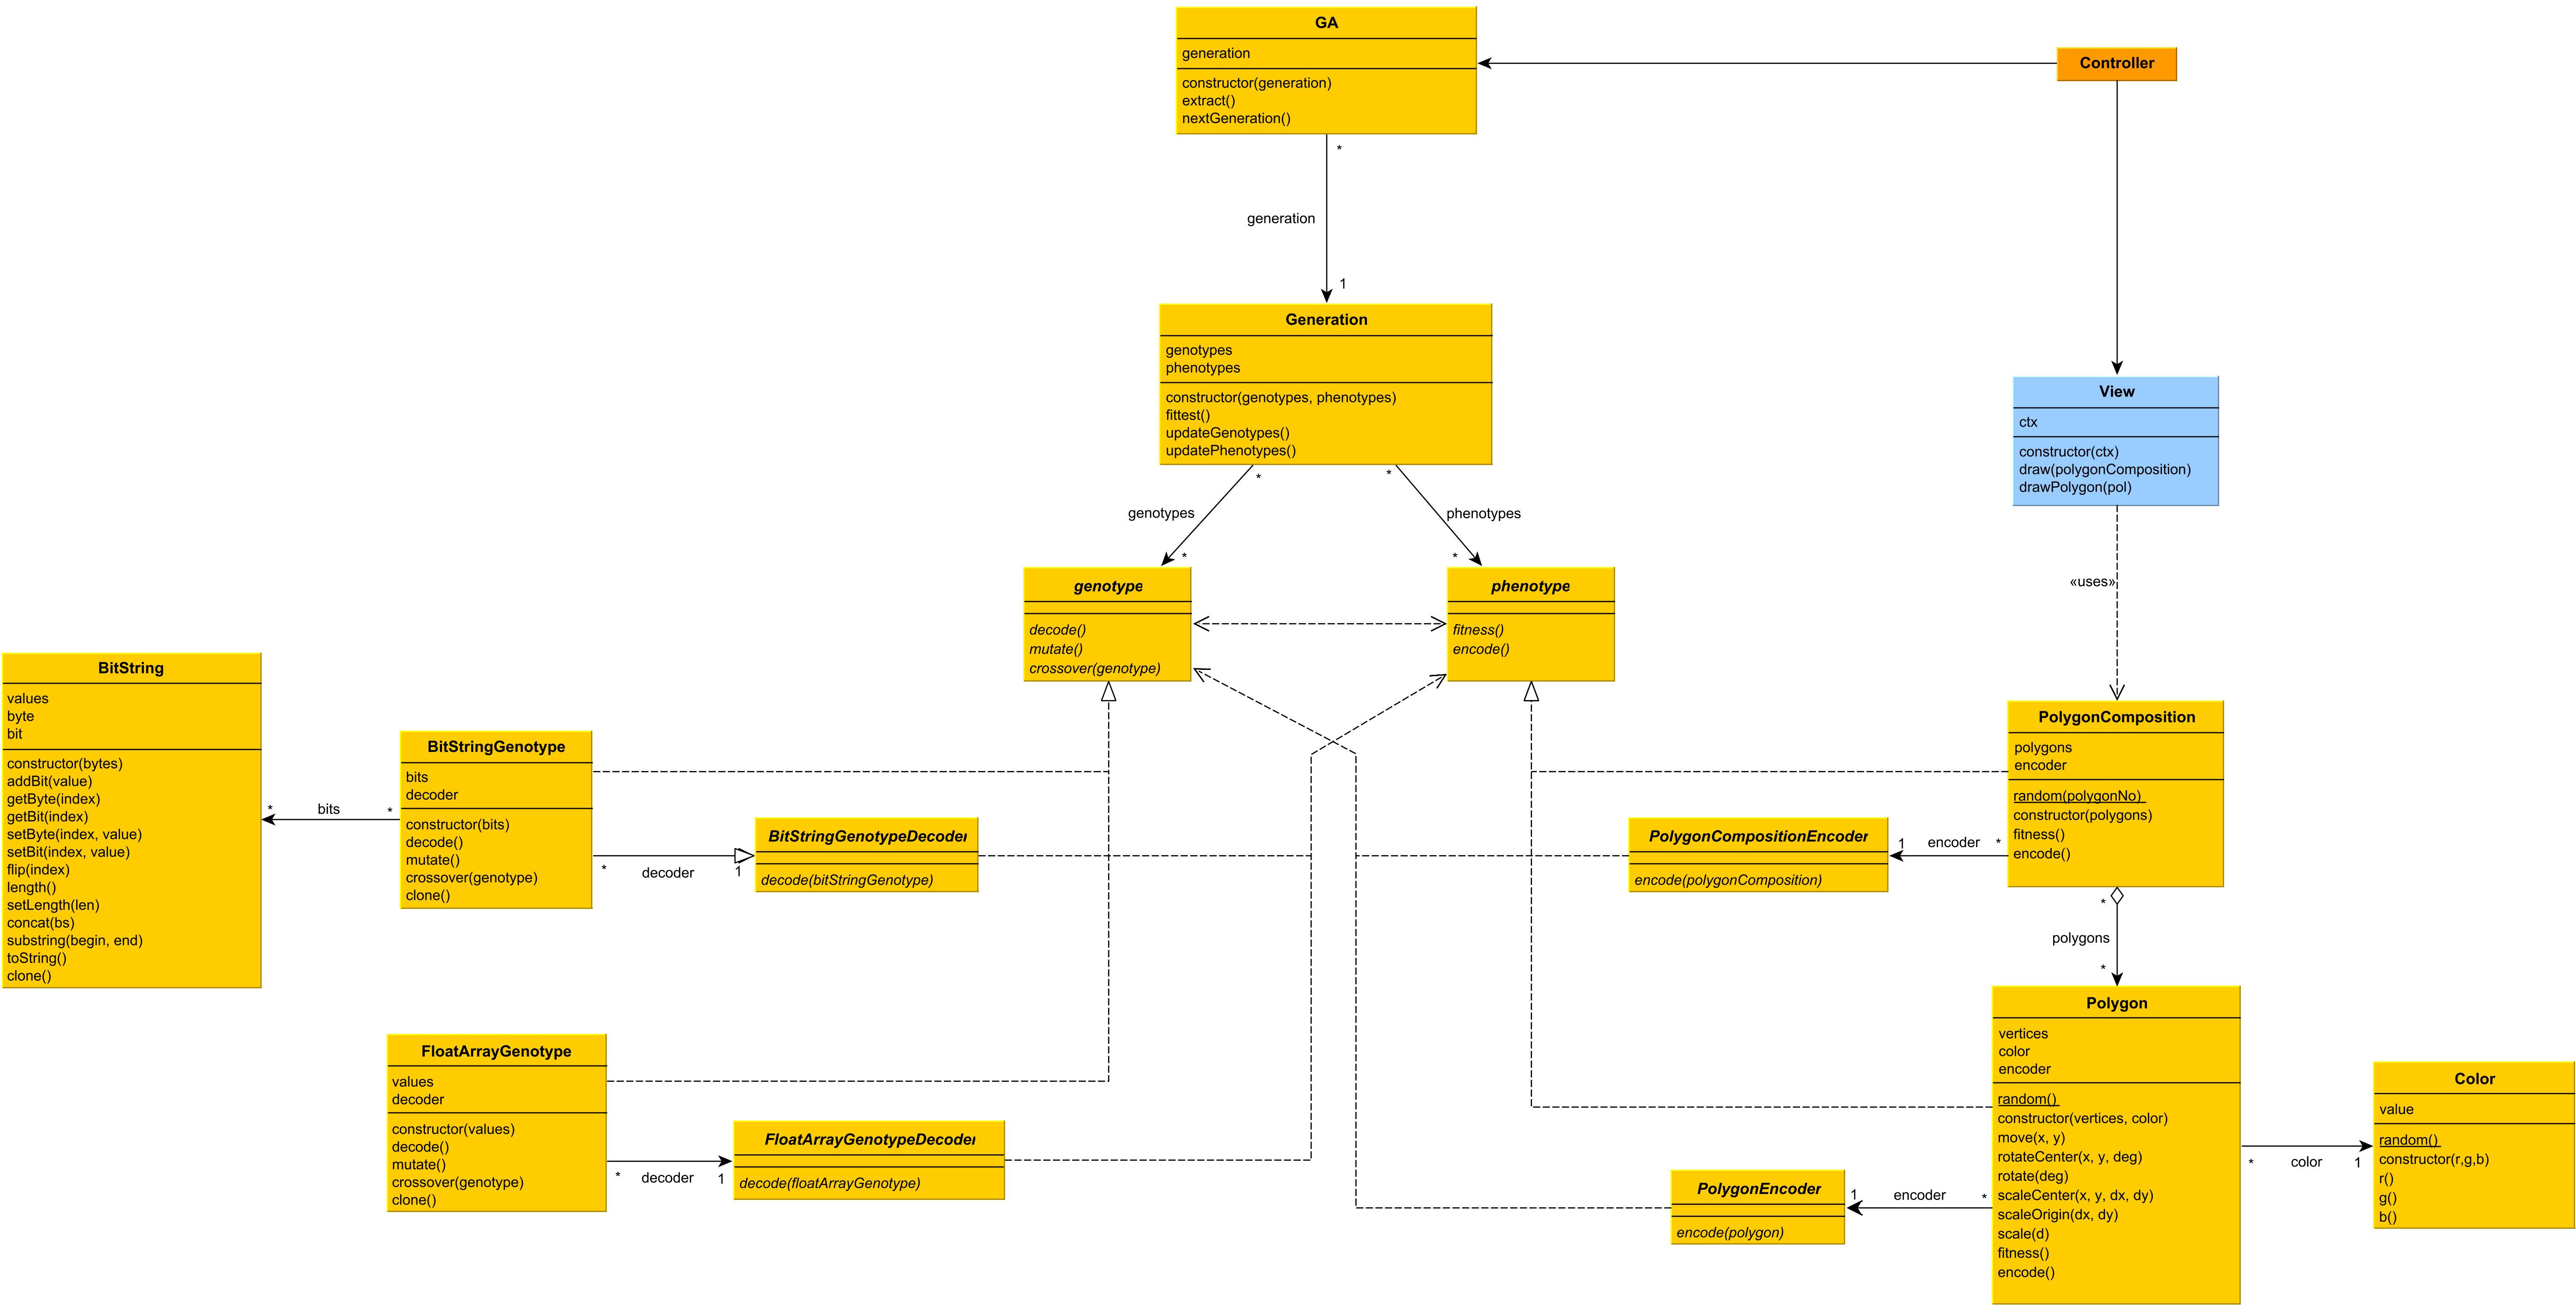 GA
generation
constructor(generation)
extract()
nextGeneration()
Controller
*
generation
1
Generation
genotypes
phenotypes
constructor(genotypes, phenotypes)
fittest()
updateGenotypes()
updatePhenotypes()
View
ctx
constructor(ctx)
draw(polygonComposition)
drawPolygon(pol)
*
*
genotypes
phenotypes
*
*
«uses»
genotype
decode()
mutate()
crossover(genotype)
phenotype
fitness()
encode()
BitString
values
byte
bit
constructor(bytes)
addBit(value)
getByte(index)
getBit(index)
setByte(index, value)
setBit(index, value)
flip(index)
length()
setLength(len)
concat(bs)
substring(begin, end)
toString()
clone()
* bits *
BitStringGenotype
bits
decoder
constructor(bits)
decode()
mutate()
crossover(genotype)
clone()
* decoder 1
BitStringGenotypeDecoder
decode(bitStringGenotype)
PolygonCompositionEncoder
encode(polygonComposition)
1 encoder *
PolygonComposition
polygons
encoder
random(polygonNo)
constructor(polygons)
fitness()
encode()
*
polygons
*
FloatArrayGenotype
values
decoder
constructor(values)
decode()
mutate()
crossover(genotype)
clone()
* decoder 1
FloatArrayGenotypeDecoder
decode(floatArrayGenotype)
PolygonEncoder
encode(polygon)
1 encoder *
Polygon
vertices
color
encoder
random()
constructor(vertices, color)
move(x, y)
rotateCenter(x, y, deg)
rotate(deg)
scaleCenter(x, y, dx, dy)
scaleOrigin(dx, dy)
scale(d)
fitness()
encode()
* color 1
Color
value
random()
constructor(r,g,b)
r()
g()
b()